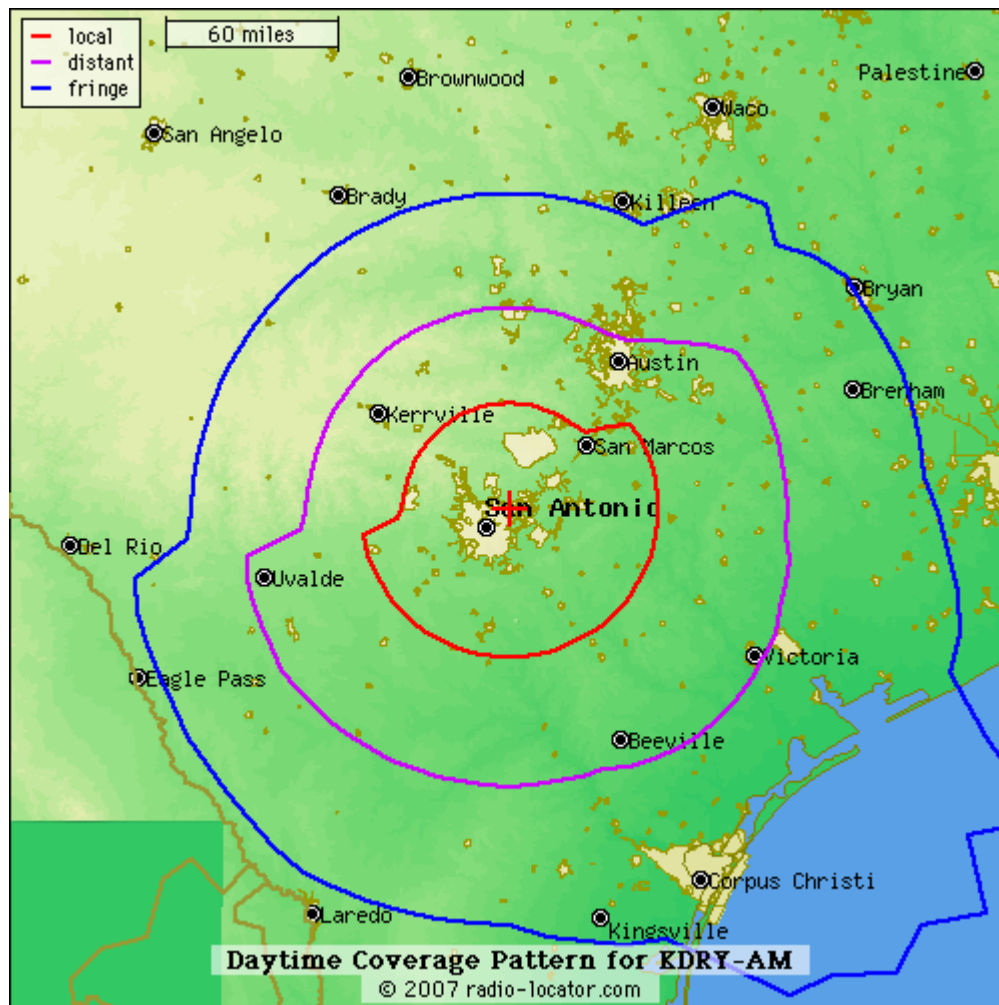 local
60 miles
distant
fringe
Brownwood
Palestine
Waco
San Angelo
Brady
Killeen
Bryan
Austin
Brenham
Kerrville
San Marcos
San Antonio
Del Rio
Uvalde
Victoria
Eagle Pass
Beeville
Corpus Christi
Laredo
Kingsville
Daytime Coverage Pattern for KDRY-AM
© 2007 radio-locator.com